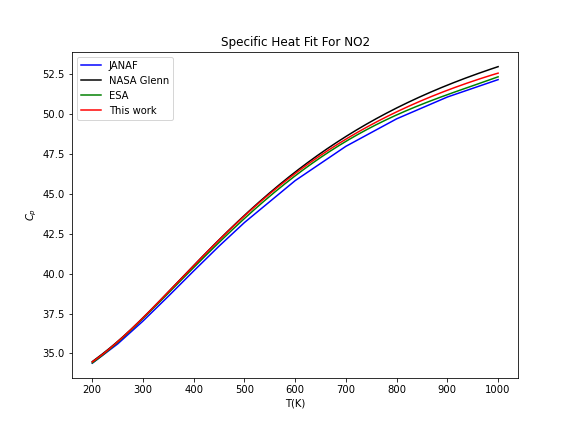 Specific Heat Fit For NO2
JANAF
NASA Glenn
ESA
This work
Cp
52.5
50.0
47.5
45.0
42.5
40.0
37.5
35.0
200 300 400 500 600 700 800 900 1000
T(K)